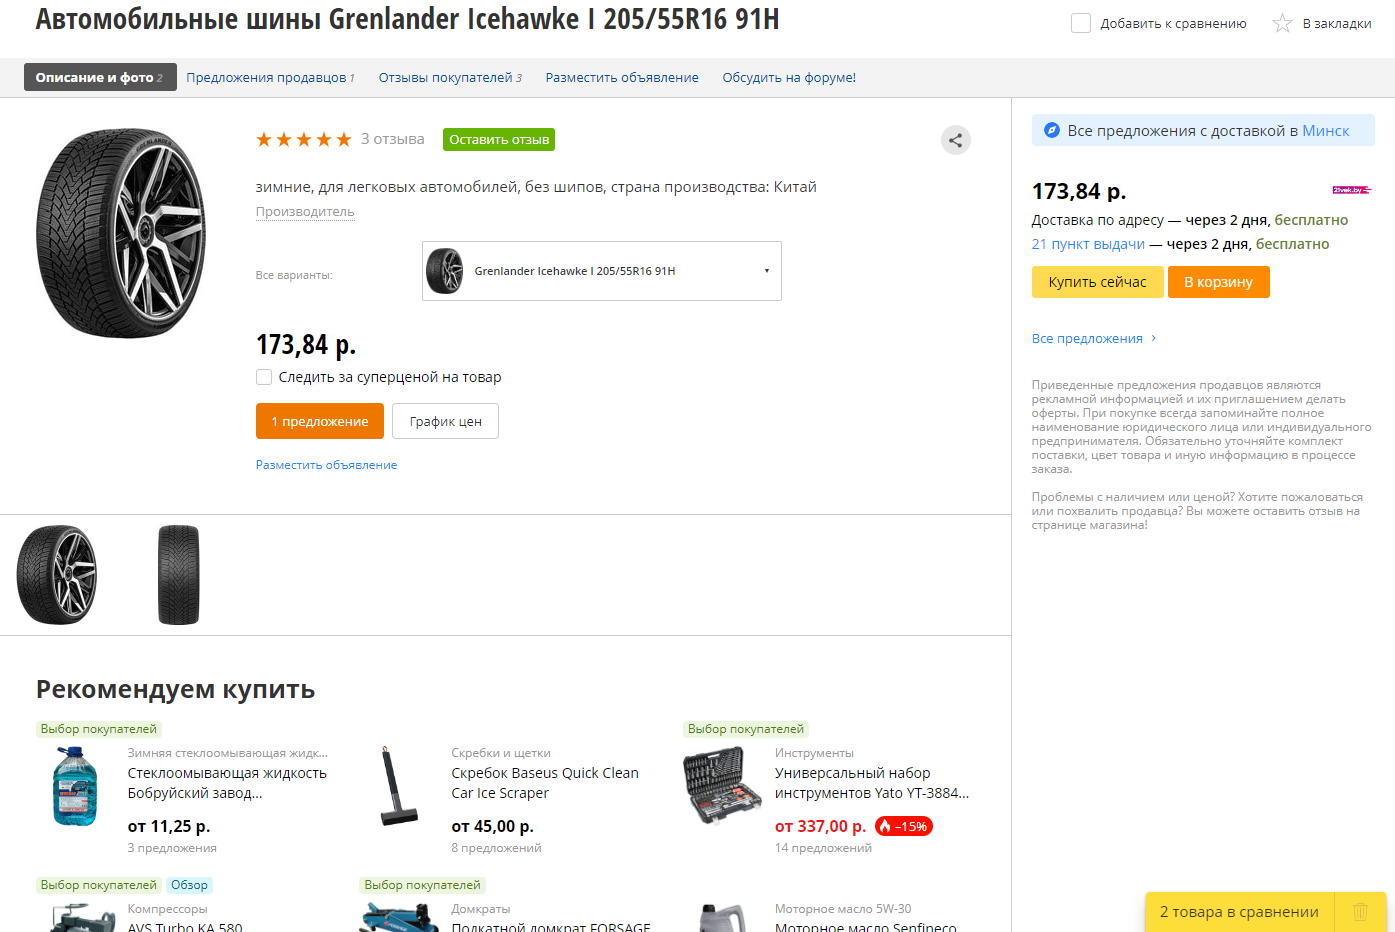 Автомобильные шины Grenlander Icehawke I 205/55R16 91H
Добавить к сравнению
В закладки
Описание и фото 2
Предложения продавцов 1
Отзывы покупателей 3
Разместить объявление
Обсудить на форуме!
GRENLANDER
3 отзыва
Оставить отзыв
зимние, для легковых автомобилей, без шипов, страна производства: Китай
Производитель
Все варианты:
Grenlander Icehawke I 205/55R16 91H
173,84 р.
Следить за суперценой на товар
1 предложение
График цен
Разместить объявление
Все предложения с доставкой в Минск
173,84 р.
21vek.by
Доставка по адресу — через 2 дня, бесплатно
21 пункт выдачи — через 2 дня, бесплатно
Купить сейчас
В корзину
Все предложения
Приведенные предложения продавцов являются
рекламной информацией и их приглашением делать
оферты. При покупке всегда запоминайте полное
наименование юридического лица или индивидуального
предпринимателя. Обязательно уточняйте комплект
поставки, цвет товара и иную информацию в процессе
заказа.
Проблемы с наличием или ценой? Хотите пожаловаться
или похвалить продавца? Вы можете оставить отзыв на
странице магазина!
Рекомендуем купить
Выбор покупателей
Зимняя стеклоомывающая жидк...
Стеклоомывающая жидкость
Бобруйский завод...
от 11,25 р.
3 предложения
Скребки и щетки
Скребок Baseus Quick Clean
Car Ice Scraper
от 45,00 р.
8 предложений
Выбор покупателей
Инструменты
Универсальный набор
инструментов Yato YT-3884...
от 337,00 р.
–15%
14 предложений
Выбор покупателей
Обзор
Компрессоры
AVS Turbo KA 580
Выбор покупателей
Домкраты
Подкатной домкрат FORSAGE
Моторное масло 5W-30
Моторное масло Senfineco
2 товара в сравнении